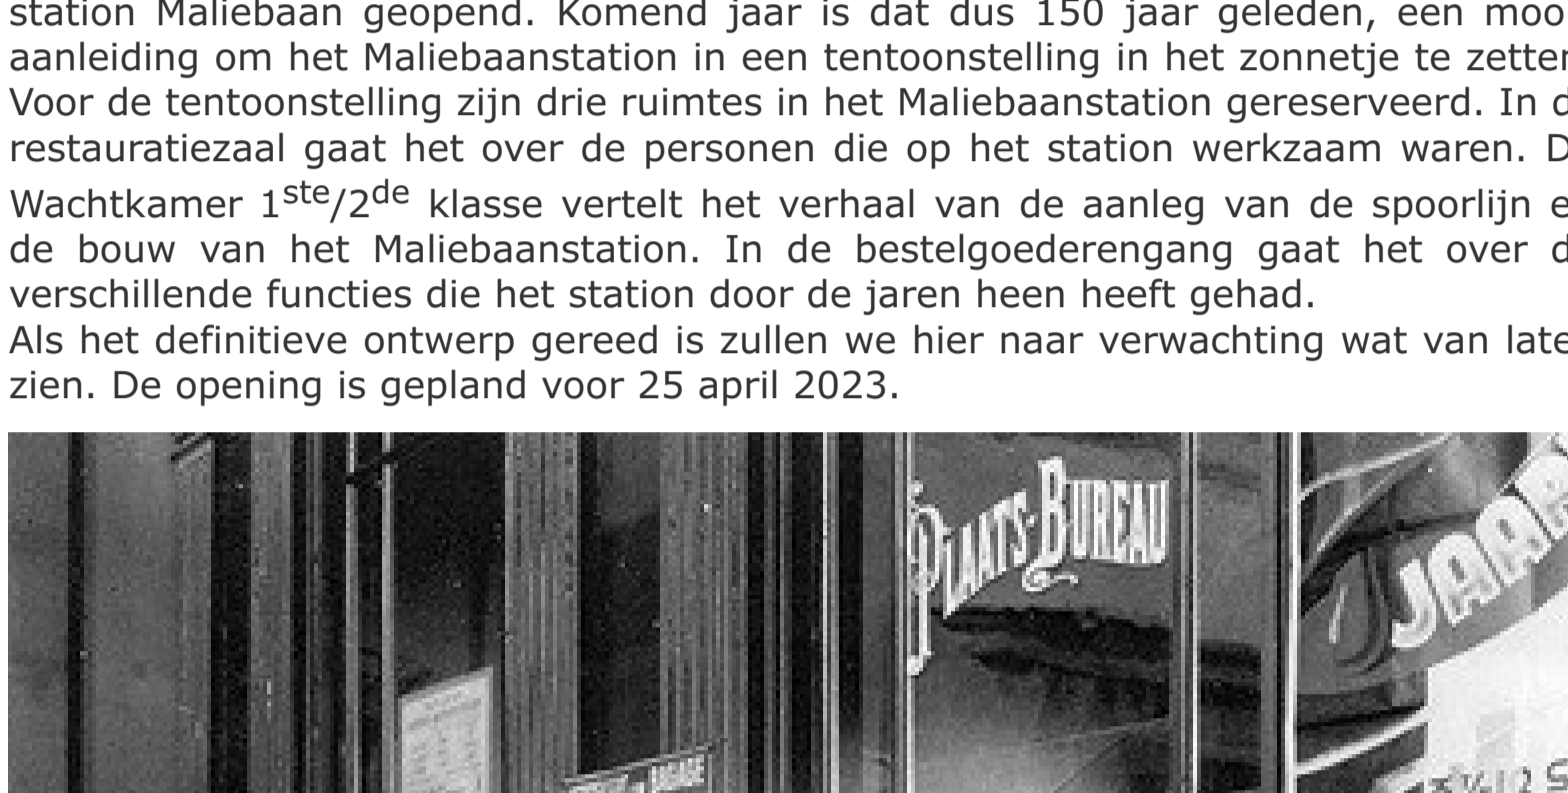 station Maliebaan geopend. Komend jaar is dat dus 150 jaar geleden, een moo
aanleiding om het Maliebaanstation in een tentoonstelling in het zonnetje te zetten
Voor de tentoonstelling zijn drie ruimtes in het Maliebaanstation gereserveerd. In d
restauratiezaal gaat het over de personen die op het station werkzaam waren. D
Wachtkamer 1ste/2de klasse vertelt het verhaal van de aanleg van de spoorlijn e
de bouw van het Maliebaanstation. In de bestelgoederengang gaat het over d
verschillende functies die het station door de jaren heen heeft gehad.
Als het definitieve ontwerp gereed is zullen we hier naar verwachting wat van late
zien. De opening is gepland voor 25 april 2023.
PLAATS-BUREAU
JAAR